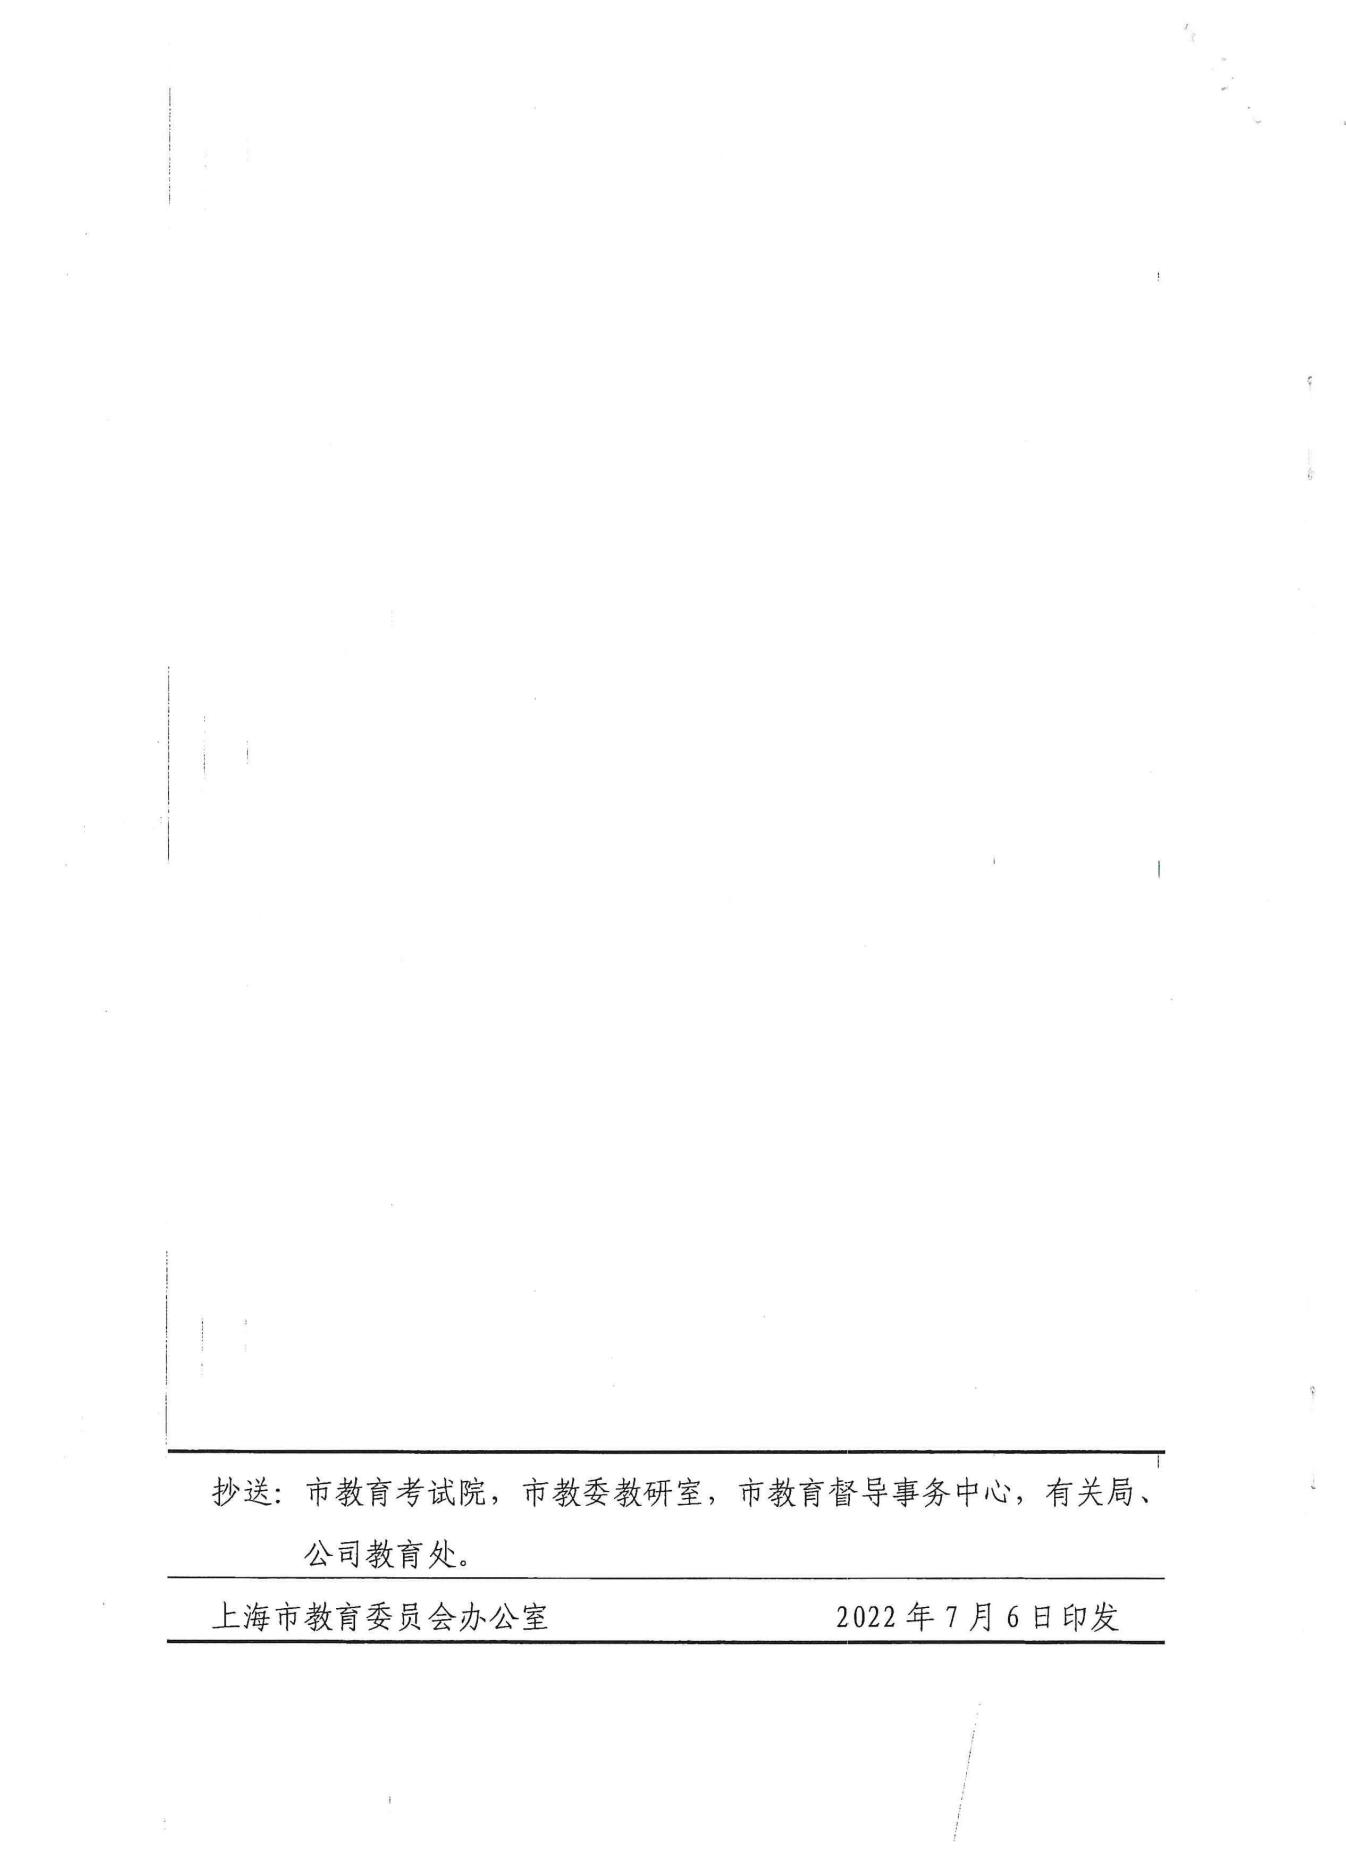 抄送：市教育考试院，市教委教研室，市教育督导事务中心，有关局、
公司教育处。
上海市教育委员会办公室 2022年7月6日印发